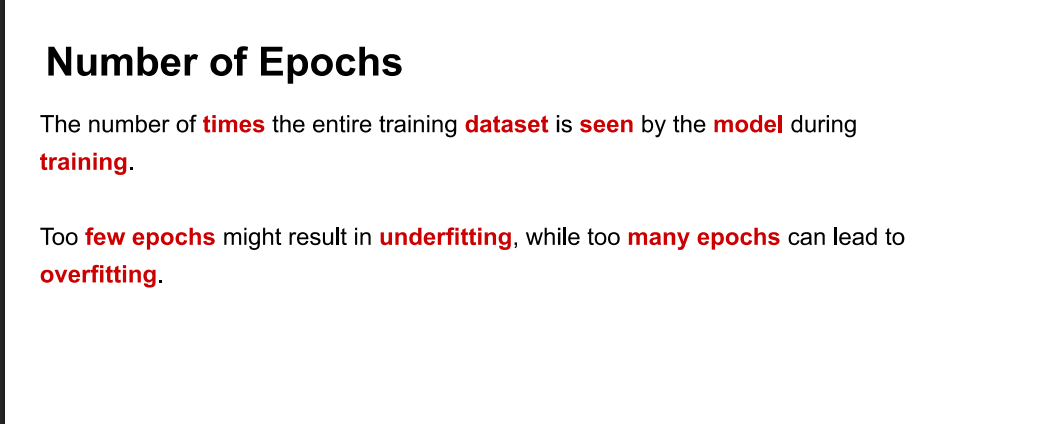 Number of Epochs
The number of times the entire training dataset is seen by the model during
training.
Too few epochs might result in underfitting, while too many epochs can lead to
overfitting.